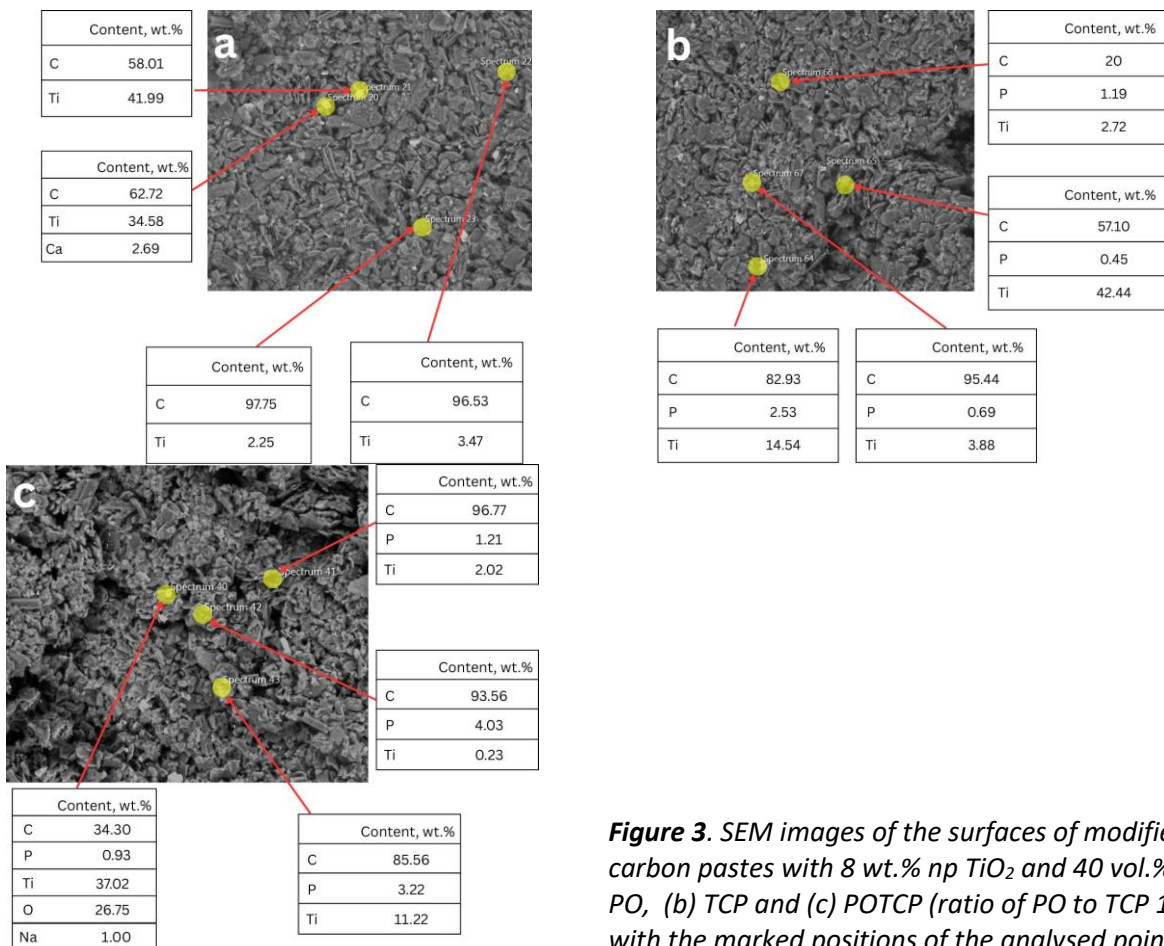 Content, wt.%
C 58.01
Ti 41.99
Content, wt.%
C 62.72
Ti 34.58
Ca 2.69
a
Spectrum 22
Spectrum 21
Spectrum 20
Spectrum 23
Content, wt.%
C 97.75
Ti 2.25
Content, wt.%
C 96.53
Ti 3.47
b
Spectrum 66
Spectrum 65
Spectrum 67
Spectrum 64
Content, wt.%
C 20
P 1.19
Ti 2.72
Content, wt.%
C 57.10
P 0.45
Ti 42.44
Content, wt.%
C 82.93
P 2.53
Ti 14.54
Content, wt.%
C 95.44
P 0.69
Ti 3.88
c
Spectrum 41
Spectrum 40
Spectrum 42
Spectrum 43
Content, wt.%
C 96.77
P 1.21
Ti 2.02
Content, wt.%
C 93.56
P 4.03
Ti 0.23
Content, wt.%
C 34.30
P 0.93
Ti 37.02
O 26.75
Na 1.00
Content, wt.%
C 85.56
P 3.22
Ti 11.22
Figure 3. SEM images of the surfaces of modifie
carbon pastes with 8 wt.% np TiO₂ and 40 vol.%
PO, (b) TCP and (c) POTCP (ratio of PO to TCP 1
with the marked positions of the analysed poin